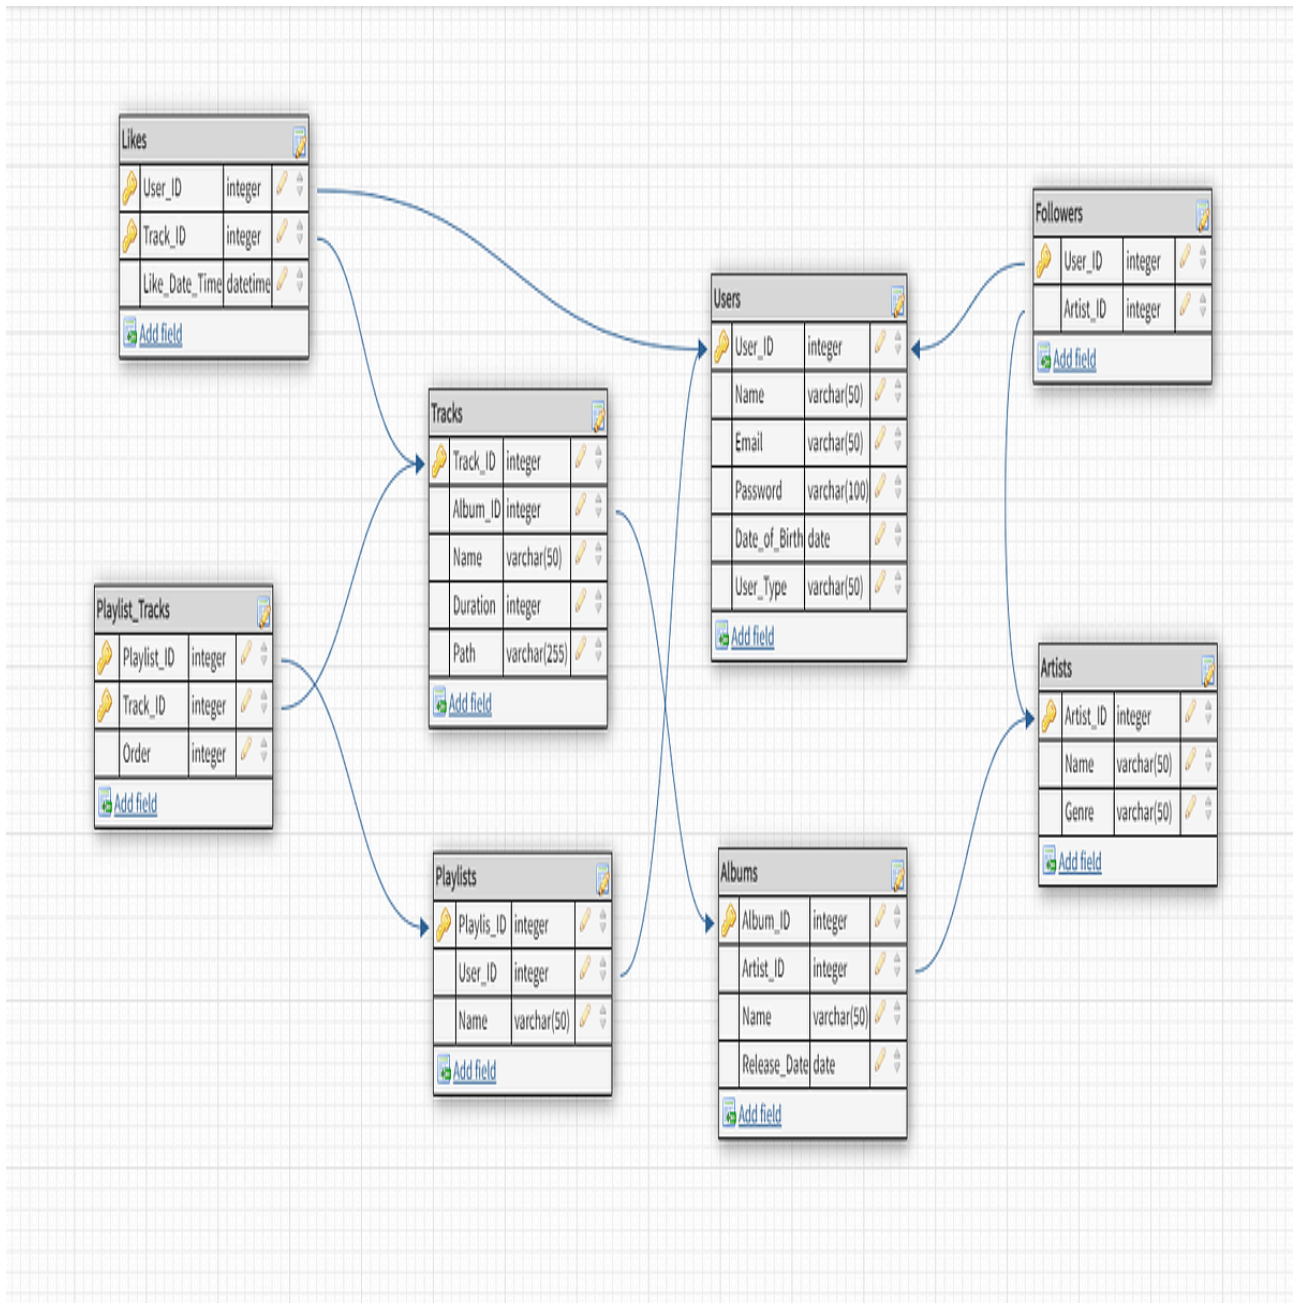 Likes
User_ID integer
Track_ID integer
Like_Date_Time datetime
Add field
Followers
User_ID integer
Artist_ID integer
Add field
Users
User_ID integer
Name varchar(50)
Email varchar(50)
Password varchar(100)
Date_of_Birth date
User_Type varchar(50)
Add field
Tracks
Track_ID integer
Album_ID integer
Name varchar(50)
Duration integer
Path varchar(255)
Add field
Playlist_Tracks
Playlist_ID integer
Track_ID integer
Order integer
Add field
Artists
Artist_ID integer
Name varchar(50)
Genre varchar(50)
Add field
Playlists
Playlis_ID integer
User_ID integer
Name varchar(50)
Add field
Albums
Album_ID integer
Artist_ID integer
Name varchar(50)
Release_Date date
Add field